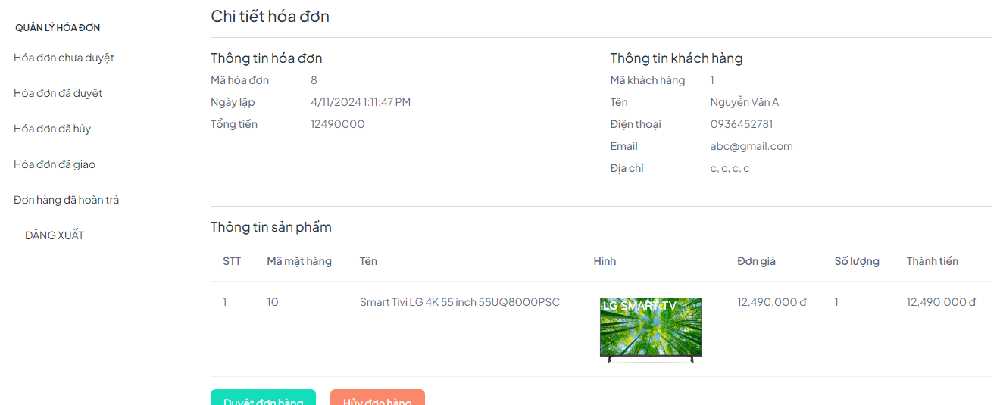 QUẢN LÝ HÓA ĐƠN
Hóa đơn chưa duyệt
Hóa đơn đã duyệt
Hóa đơn đã hủy
Hóa đơn đã giao
Đơn hàng đã hoàn trả
ĐĂNG XUẤT
Chi tiết hóa đơn
Thông tin hóa đơn
Mã hóa đơn 8
Ngày lập 4/11/2024 1:11:47 PM
Tổng tiền 12490000
Thông tin khách hàng
Mã khách hàng 1
Tên Nguyễn Văn A
Điện thoại 0936452781
Email abc@gmail.com
Địa chỉ c, c, c, c
Thông tin sản phẩm
STT Mã mặt hàng Tên Hình Đơn giá Số lượng Thành tiền
1 10 Smart Tivi LG 4K 55 inch 55UQ8000PSC LG SMART TV 12,490,000 đ 1 12,490,000 đ
Duyệt đơn hàng Hủy đơn hàng